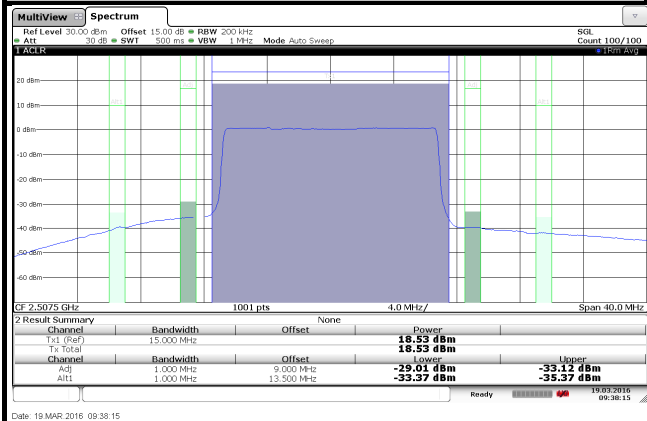 MultiView Spectrum
Ref Level 30.00 dBm Offset 15.00 dB RBW 200 kHz SGL
Att 30 dB SWT 500 ms VBW 1 MHz Mode Auto Sweep Count 100/100
1 ACLR 1Rm Avg
20 dBm
10 dBm
0 dBm
-10 dBm
-20 dBm
-30 dBm
-40 dBm
-50 dBm
-60 dBm
CF 2.5075 GHz 1001 pts 4.0 MHz/ Span 40.0 MHz
2 Result Summary None
Channel Bandwidth Offset Power
Tx1 (Ref) 15.000 MHz 18.53 dBm
Tx Total 18.53 dBm
Channel Bandwidth Offset Lower Upper
Adj 1.000 MHz 9.000 MHz -29.01 dBm -33.12 dBm
Alt1 1.000 MHz 13.500 MHz -33.37 dBm -35.37 dBm
Ready 19.03.2016
09:38:15
Date: 19.MAR.2016 09:38:15